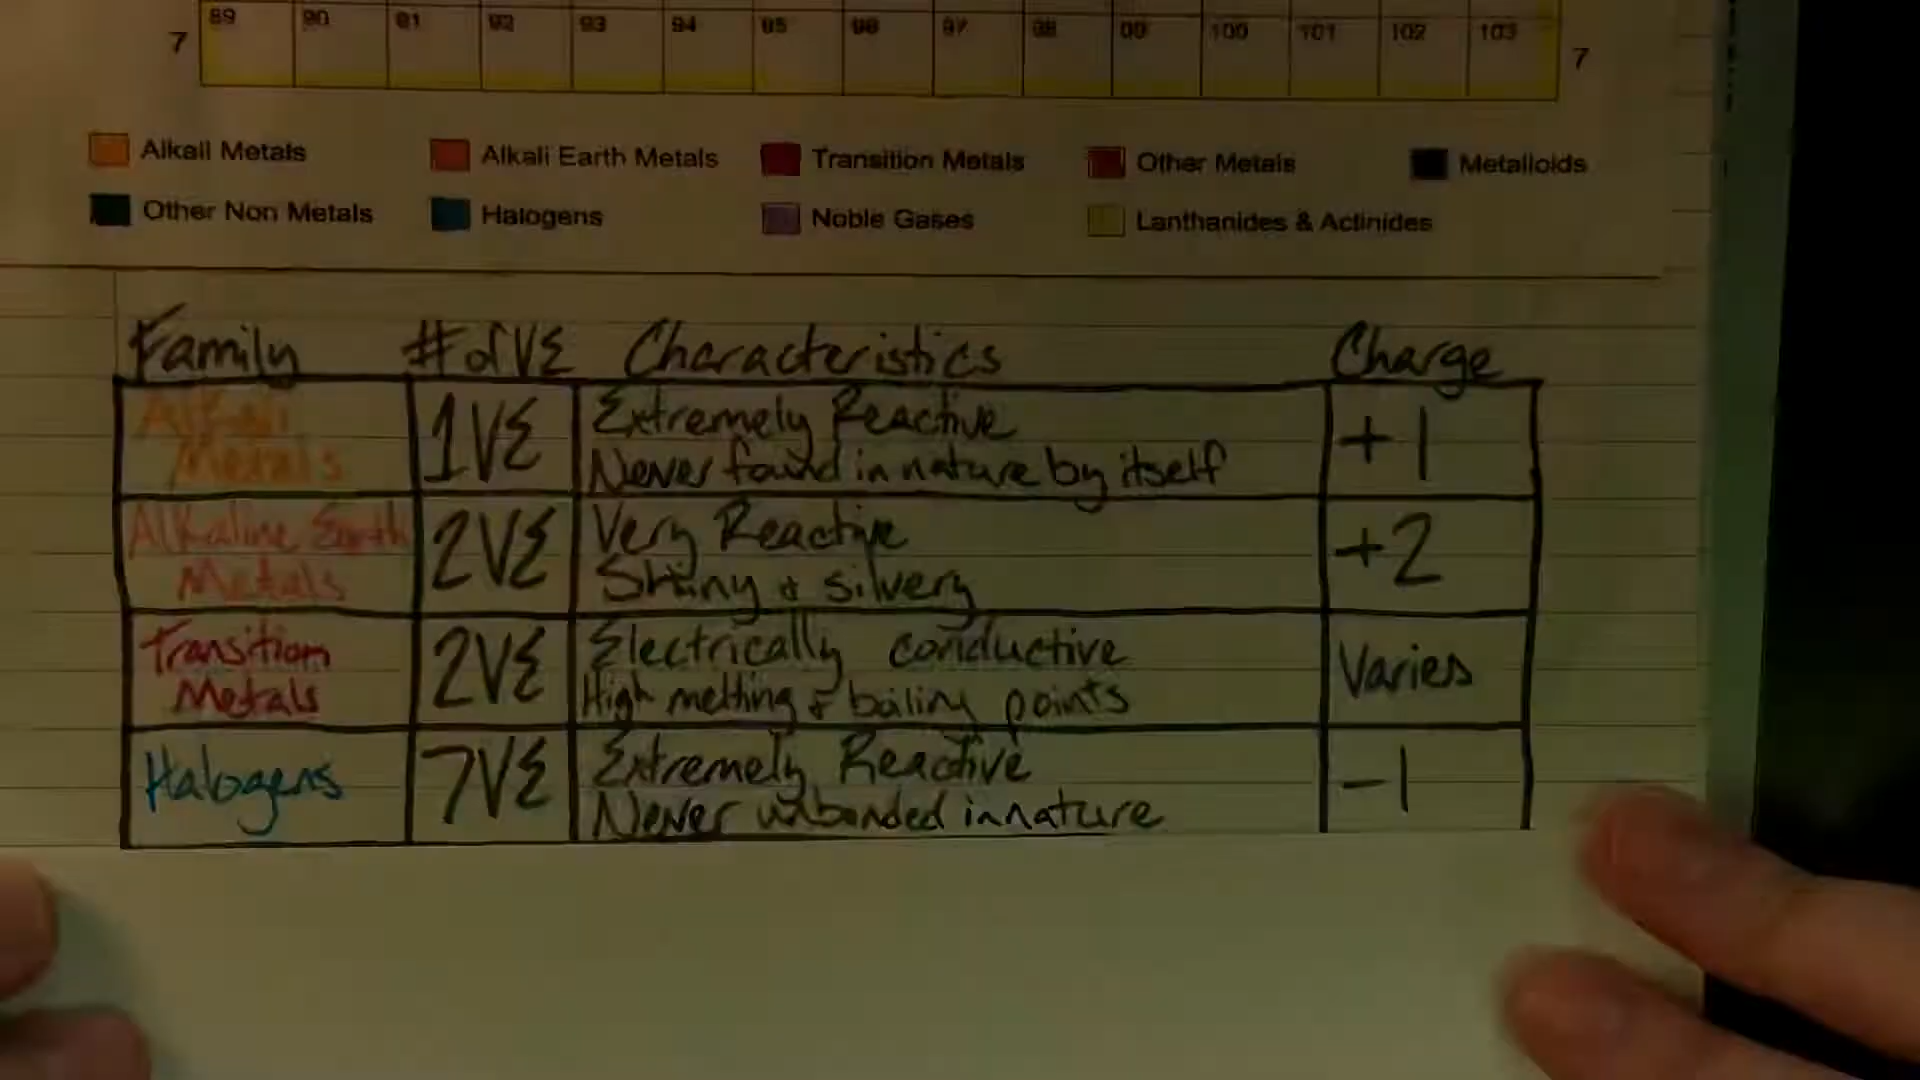 89 90 91 92 93 94 95 96 97 98 99 100 101 102 103
7 7
Alkali Metals Alkali Earth Metals Transition Metals Other Metals Metalloids
Other Non Metals Halogens Noble Gases Lanthanides & Actinides
Family # of VE Characteristics Charge
Alkali Metals 1VE Extremely Reactive +1
Never found in nature by itself
Alkaline Earth Metals 2VE Very Reactive +2
Shiny & silvery
Transition Metals 2VE Electrically conductive Varies
High melting & boiling points
Halogens 7VE Extremely Reactive -1
Never unbonded in nature